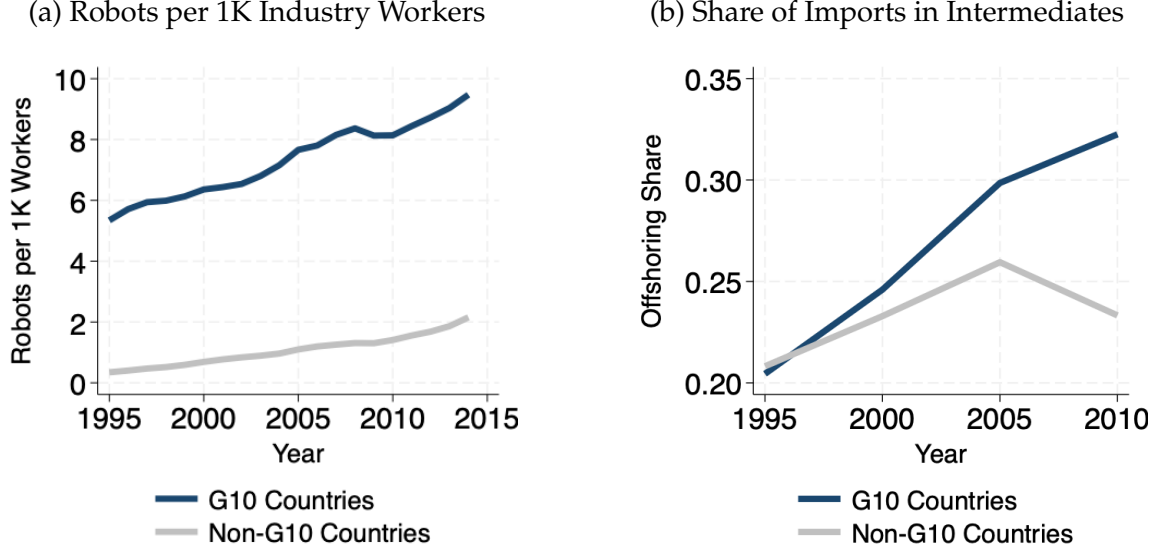 (a) Robots per 1K Industry Workers
Robots per 1K Workers
10
8
6
4
2
0
1995 2000 2005 2010 2015
Year
G10 Countries
Non-G10 Countries
(b) Share of Imports in Intermediates
Offshoring Share
0.35
0.30
0.25
0.20
1995 2000 2005 2010
Year
G10 Countries
Non-G10 Countries